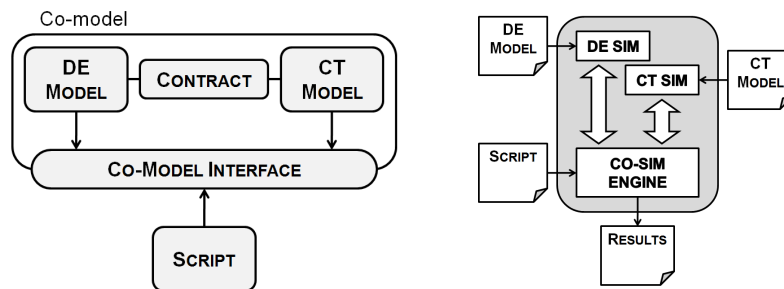 Co-model
DE
MODEL
CONTRACT
CT
MODEL
CO-MODEL INTERFACE
SCRIPT
DE
MODEL
DE SIM
CT SIM
CT
MODEL
SCRIPT
CO-SIM
ENGINE
RESULTS